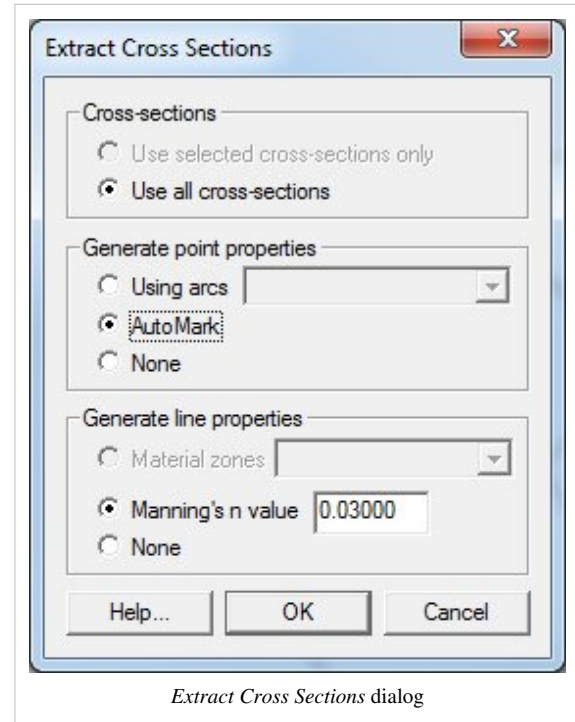 Extract Cross Sections
Cross-sections
Use selected cross-sections only
Use all cross-sections
Generate point properties
Using arcs
AutoMark
None
Generate line properties
Material zones
Manning's n value 0.03000
None
Help... OK Cancel
Extract Cross Sections dialog